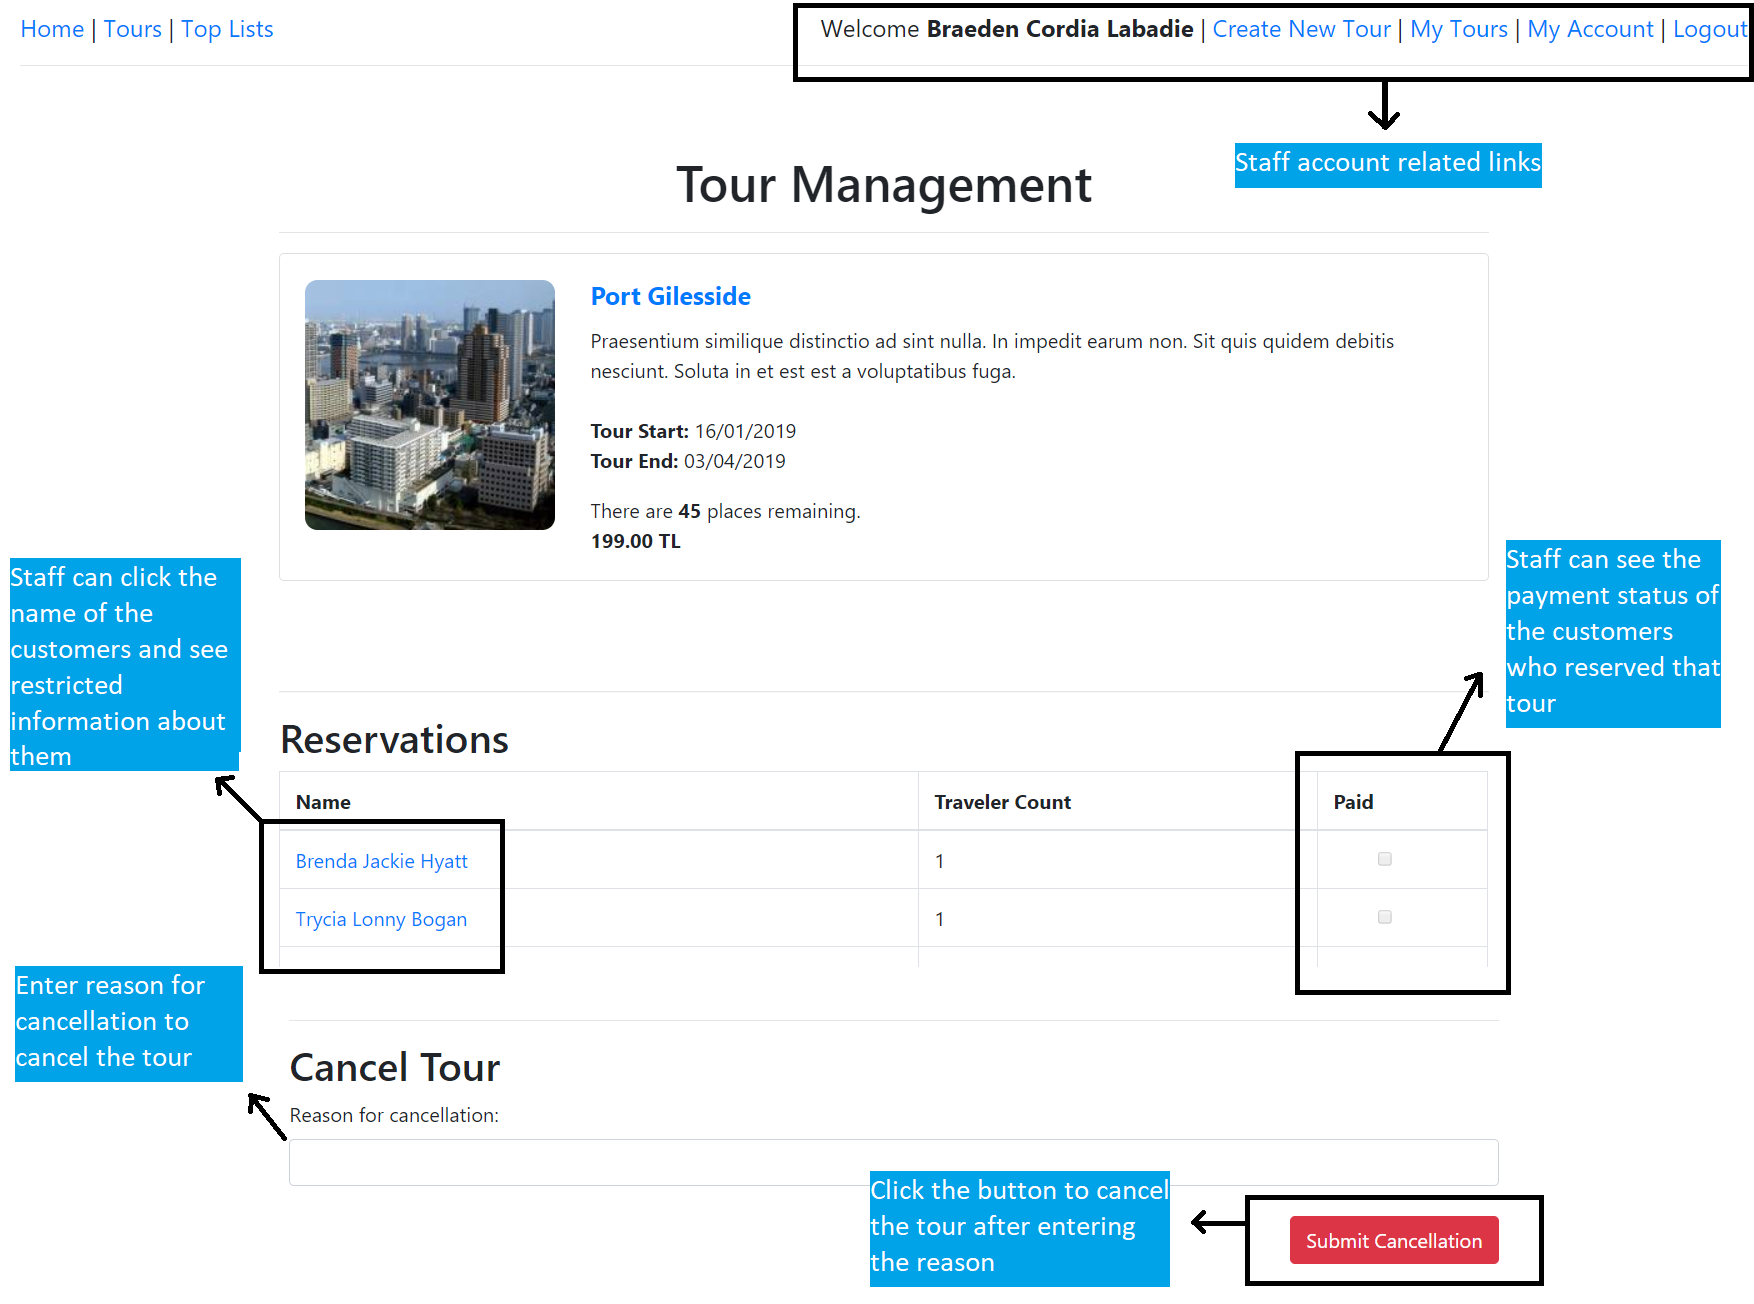 Home | Tours | Top Lists
Welcome Braeden Cordia Labadie | Create New Tour | My Tours | My Account | Logout
Staff account related links
Tour Management
Port Gilesside
Praesentium similique distinctio ad sint nulla. In impedit earum non. Sit quis quidem debitis
nesciunt. Soluta in et est est a voluptatibus fuga.
Tour Start: 16/01/2019
Tour End: 03/04/2019
There are 45 places remaining.
199.00 TL
Staff can click the
name of the
customers and see
restricted
information about
them
Staff can see the
payment status of
the customers
who reserved that
tour
Reservations
Name Traveler Count Paid
Brenda Jackie Hyatt 1
Trycia Lonny Bogan 1
Enter reason for
cancellation to
cancel the tour
Cancel Tour
Reason for cancellation:
Click the button to cancel
the tour after entering
the reason
Submit Cancellation